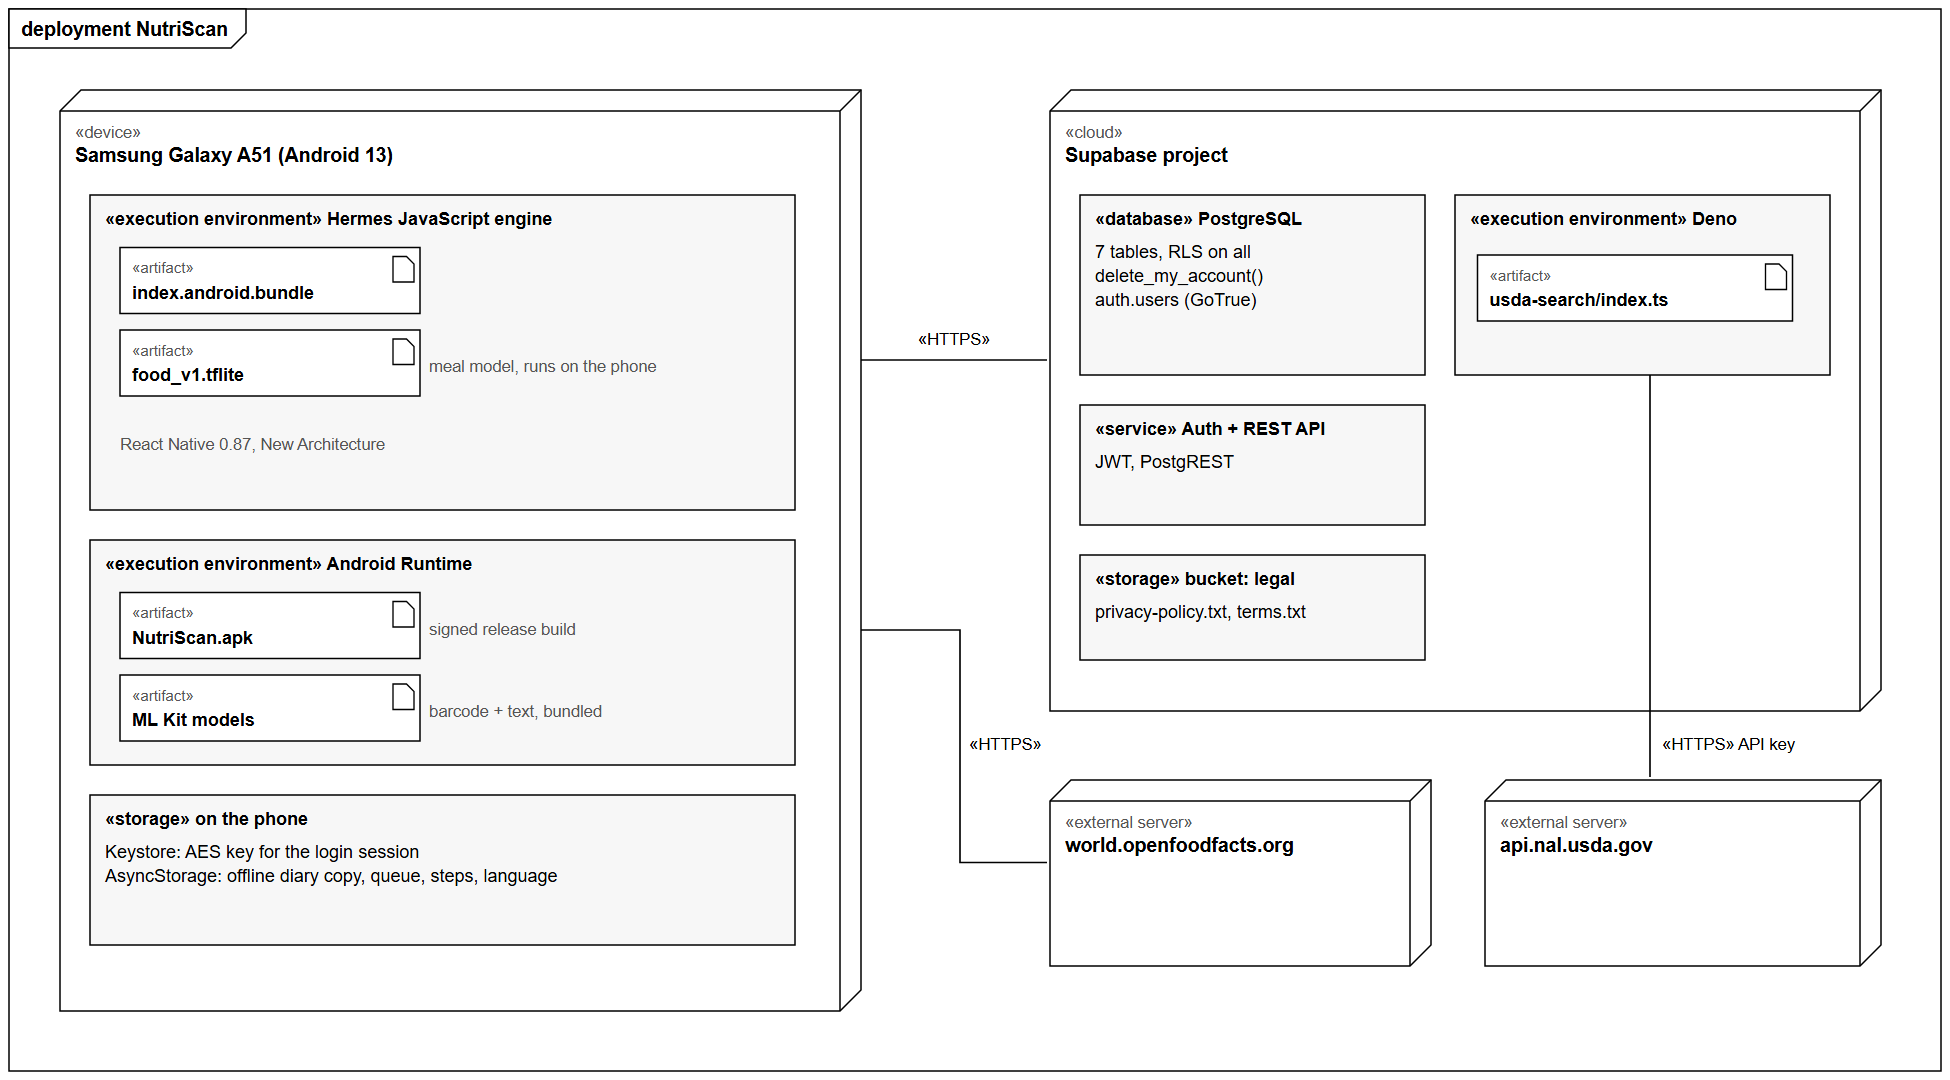 deployment NutriScan
«device»
Samsung Galaxy A51 (Android 13)
«execution environment» Hermes JavaScript engine
«artifact»
index.android.bundle
«artifact»
food_v1.tflite
meal model, runs on the phone
React Native 0.87, New Architecture
«execution environment» Android Runtime
«artifact»
NutriScan.apk
signed release build
«artifact»
ML Kit models
barcode + text, bundled
«storage» on the phone
Keystore: AES key for the login session
AsyncStorage: offline diary copy, queue, steps, language
«HTTPS»
«HTTPS»
«cloud»
Supabase project
«database» PostgreSQL
7 tables, RLS on all
delete_my_account()
auth.users (GoTrue)
«execution environment» Deno
«artifact»
usda-search/index.ts
«service» Auth + REST API
JWT, PostgREST
«storage» bucket: legal
privacy-policy.txt, terms.txt
«HTTPS» API key
«external server»
world.openfoodfacts.org
«external server»
api.nal.usda.gov